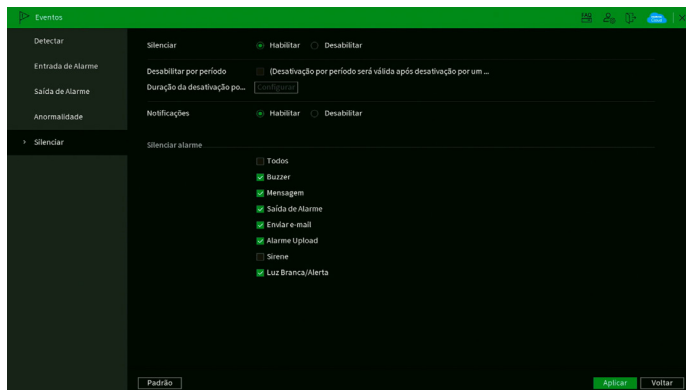 Eventos
FAQ
Detectar
Silenciar
Habilitar
Desabilitar
Entrada de Alarme
Desabilitar por período
(Desativação por período será válida após desativação por um ...
Saída de Alarme
Duração da desativação po...
Configurar
Anormalidade
Notificações
Habilitar
Desabilitar
Silenciar
Silenciar alarme
Todos
Buzzer
Mensagem
Saída de Alarme
Enviar e-mail
Alarme Upload
Sirene
Luz Branca/Alerta
Padrão
Aplicar
Voltar